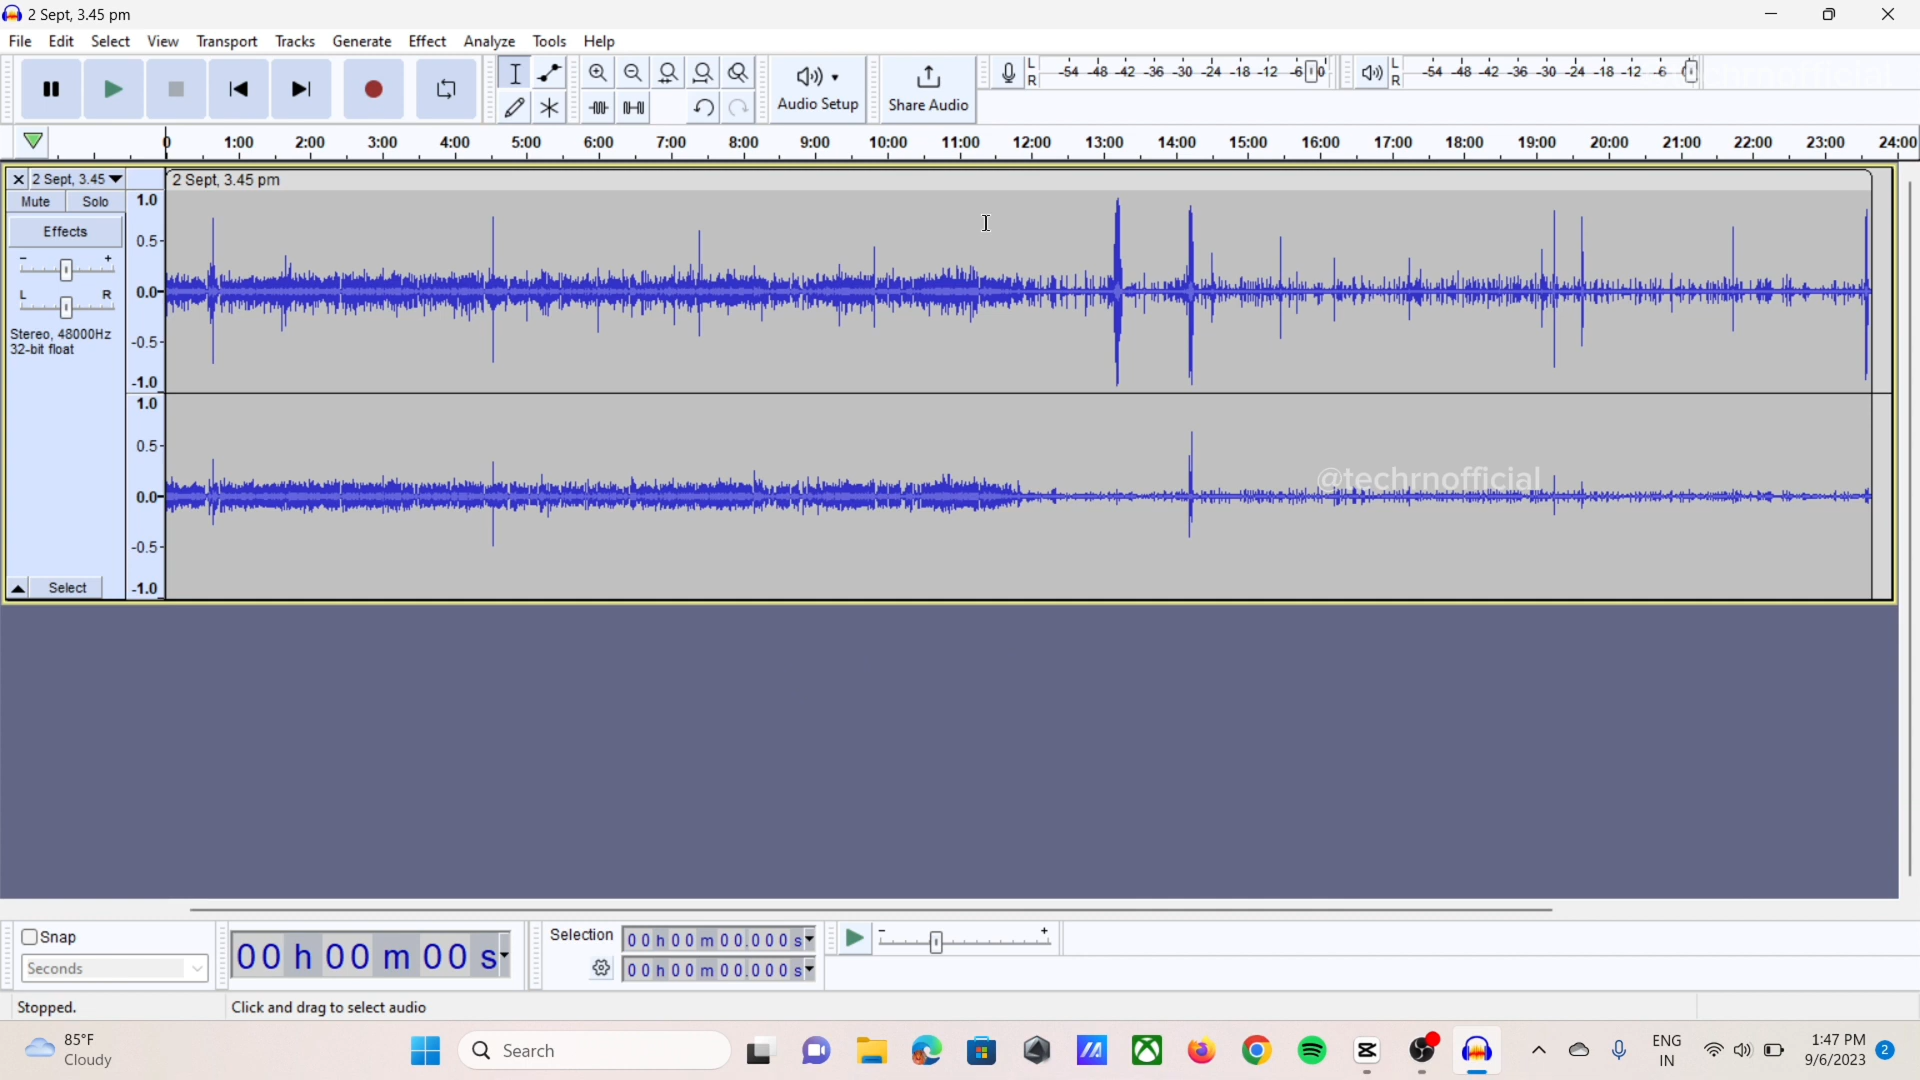 2 Sept, 3.45 pm
File Edit Select View Transport Tracks Generate Effect Analyze Tools Help
Audio Setup
Share Audio
L R -54 -48 -42 -36 -30 -24 -18 -12 -6 0
L R -54 -48 -42 -36 -30 -24 -18 -12 -6
0 1:00 2:00 3:00 4:00 5:00 6:00 7:00 8:00 9:00 10:00 11:00 12:00 13:00 14:00 15:00 16:00 17:00 18:00 19:00 20:00 21:00 22:00 23:00 24:00
2 Sept, 3.45
2 Sept, 3.45 pm
Mute Solo
Effects
- +
L R
Stereo, 48000Hz
32-bit float
1.0
0.5
0.0
-0.5
-1.0
1.0
0.5
0.0
-0.5
-1.0
@techrnofficial
Select
Snap
Seconds
00 h 00 m 00 s
Selection
00 h 00 m 00.000 s
00 h 00 m 00.000 s
- +
Stopped.
Click and drag to select audio
85°F
Cloudy
Search
ENG
IN
1:47 PM
9/6/2023
2